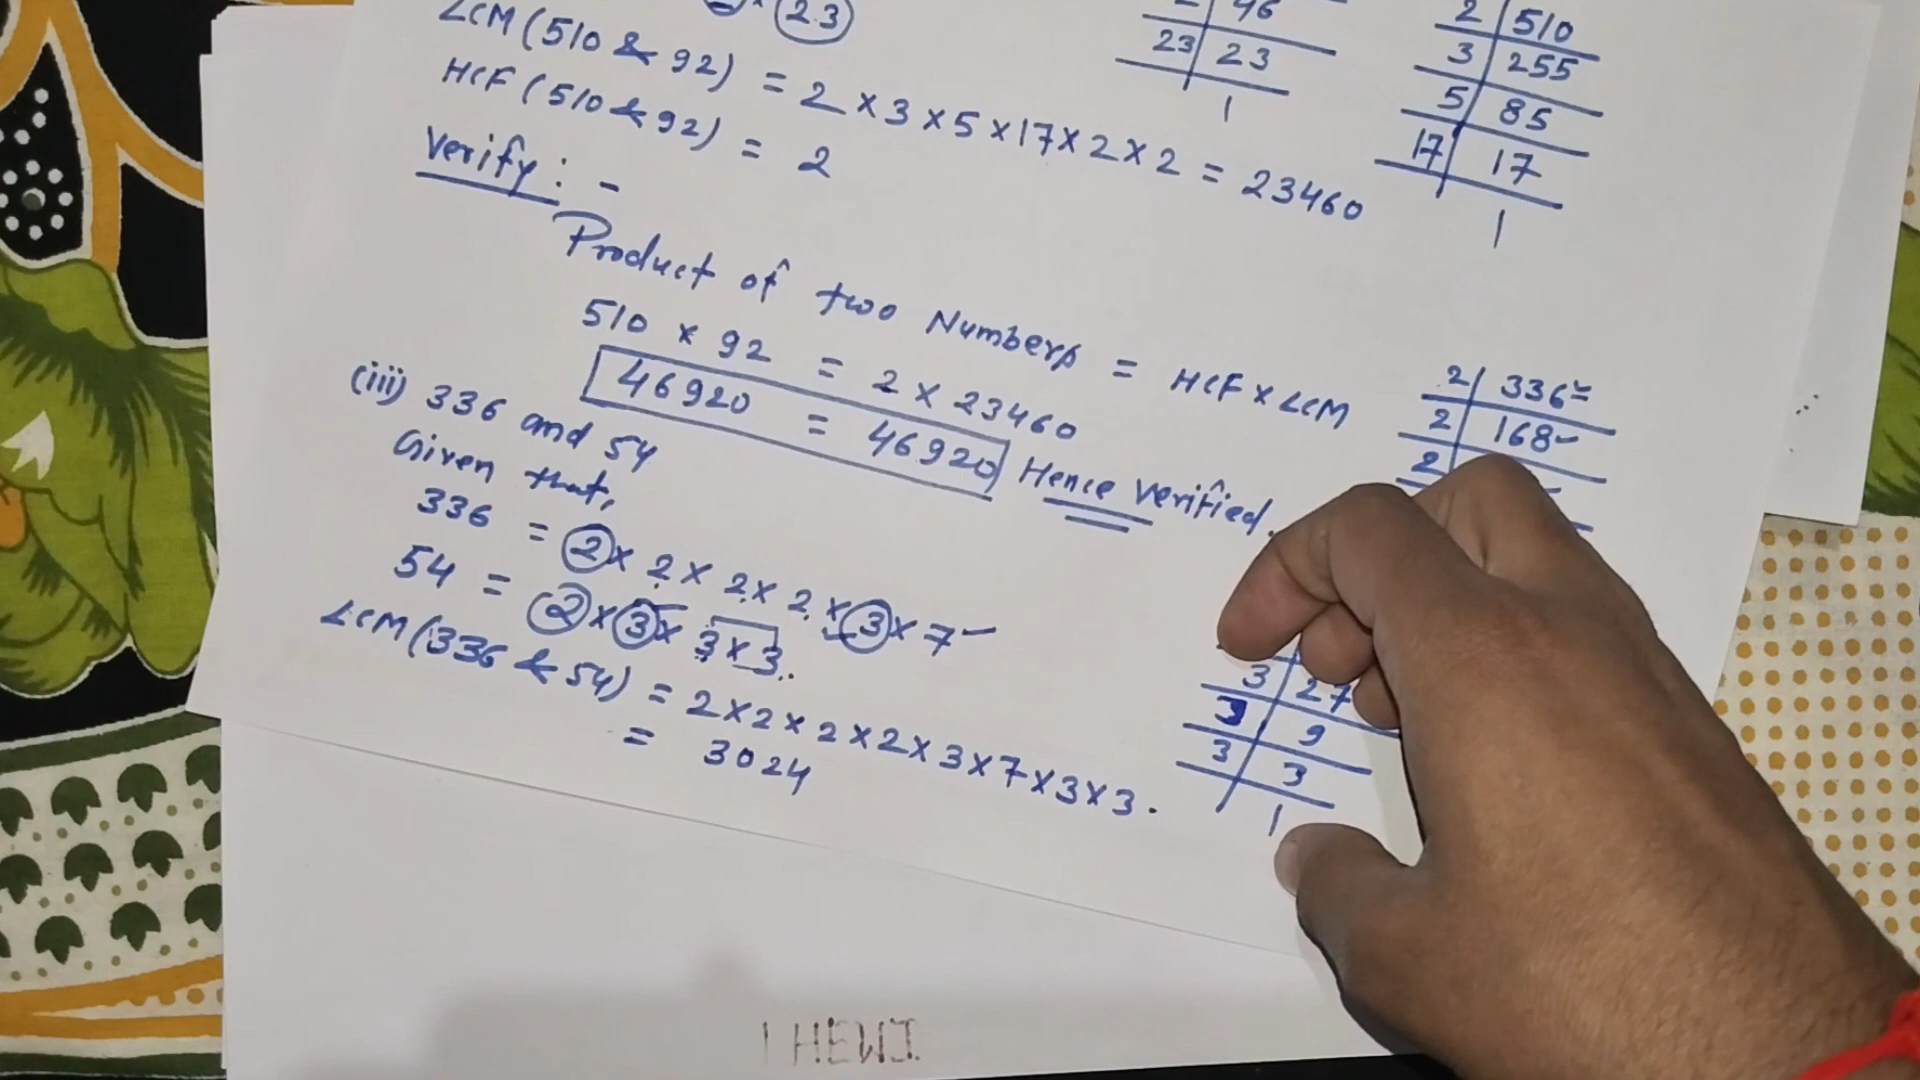 23
LCM (510 & 92) = 2 × 3 × 5 × 17 × 2 × 2 = 23460
HCF (510 & 92) = 2
Verify : -
Product of two Numbers = HCF × LCM
510 × 92 = 2 × 23460
46920 = 46920 Hence Verified.
(iii) 336 and 54
Given that,
336 = 2 × 2 × 2 × 2 × 3 × 7
54 = 2 × 3 × 3 × 3.
LCM (336 & 54) = 2 × 2 × 2 × 2 × 3 × 7 × 3 × 3.
= 3024
2 46
23 23
1
2 510
3 255
5 85
17 17
1
2 336
2 168
2
3 27
3 9
3 3
1